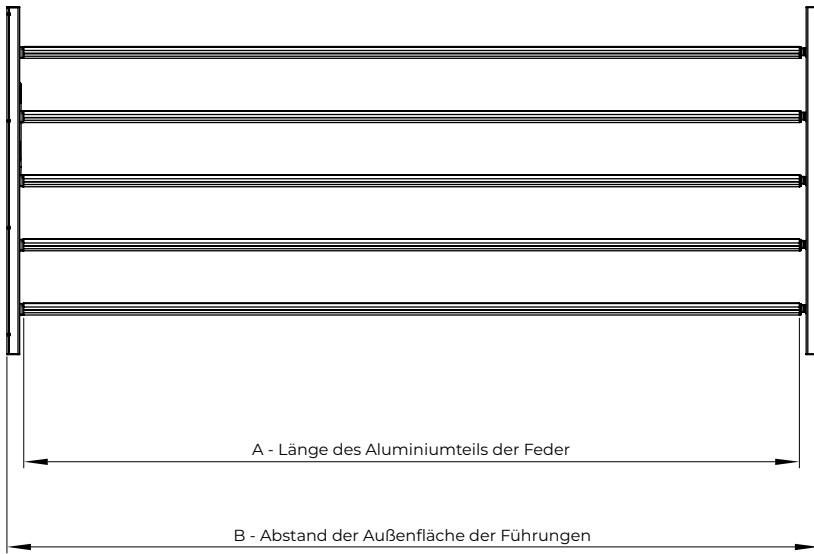 A - Länge des Aluminiumteils der Feder
B - Abstand der Außenfläche der Führungen